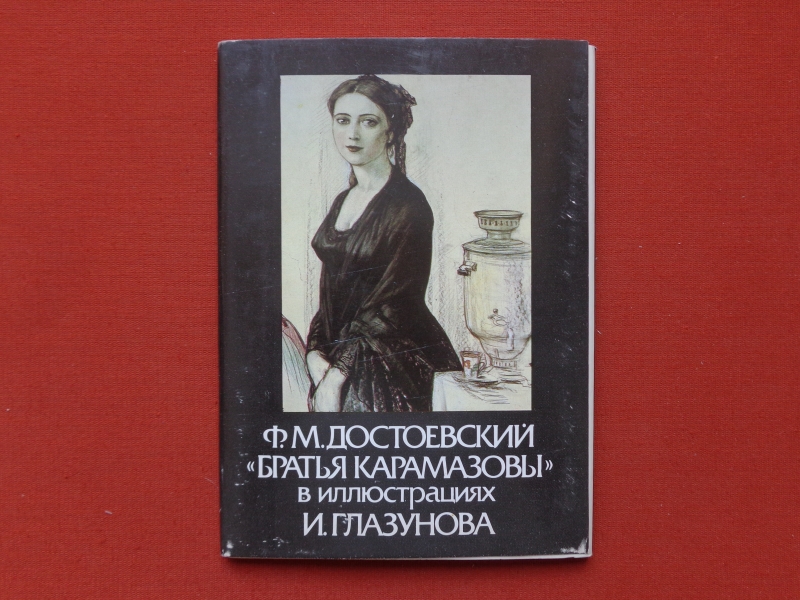 Ф.М.ДОСТОЕВСКИЙ
«БРАТЬЯ КАРАМАЗОВЫ»
в иллюстрациях
И.ГЛАЗУНОВА